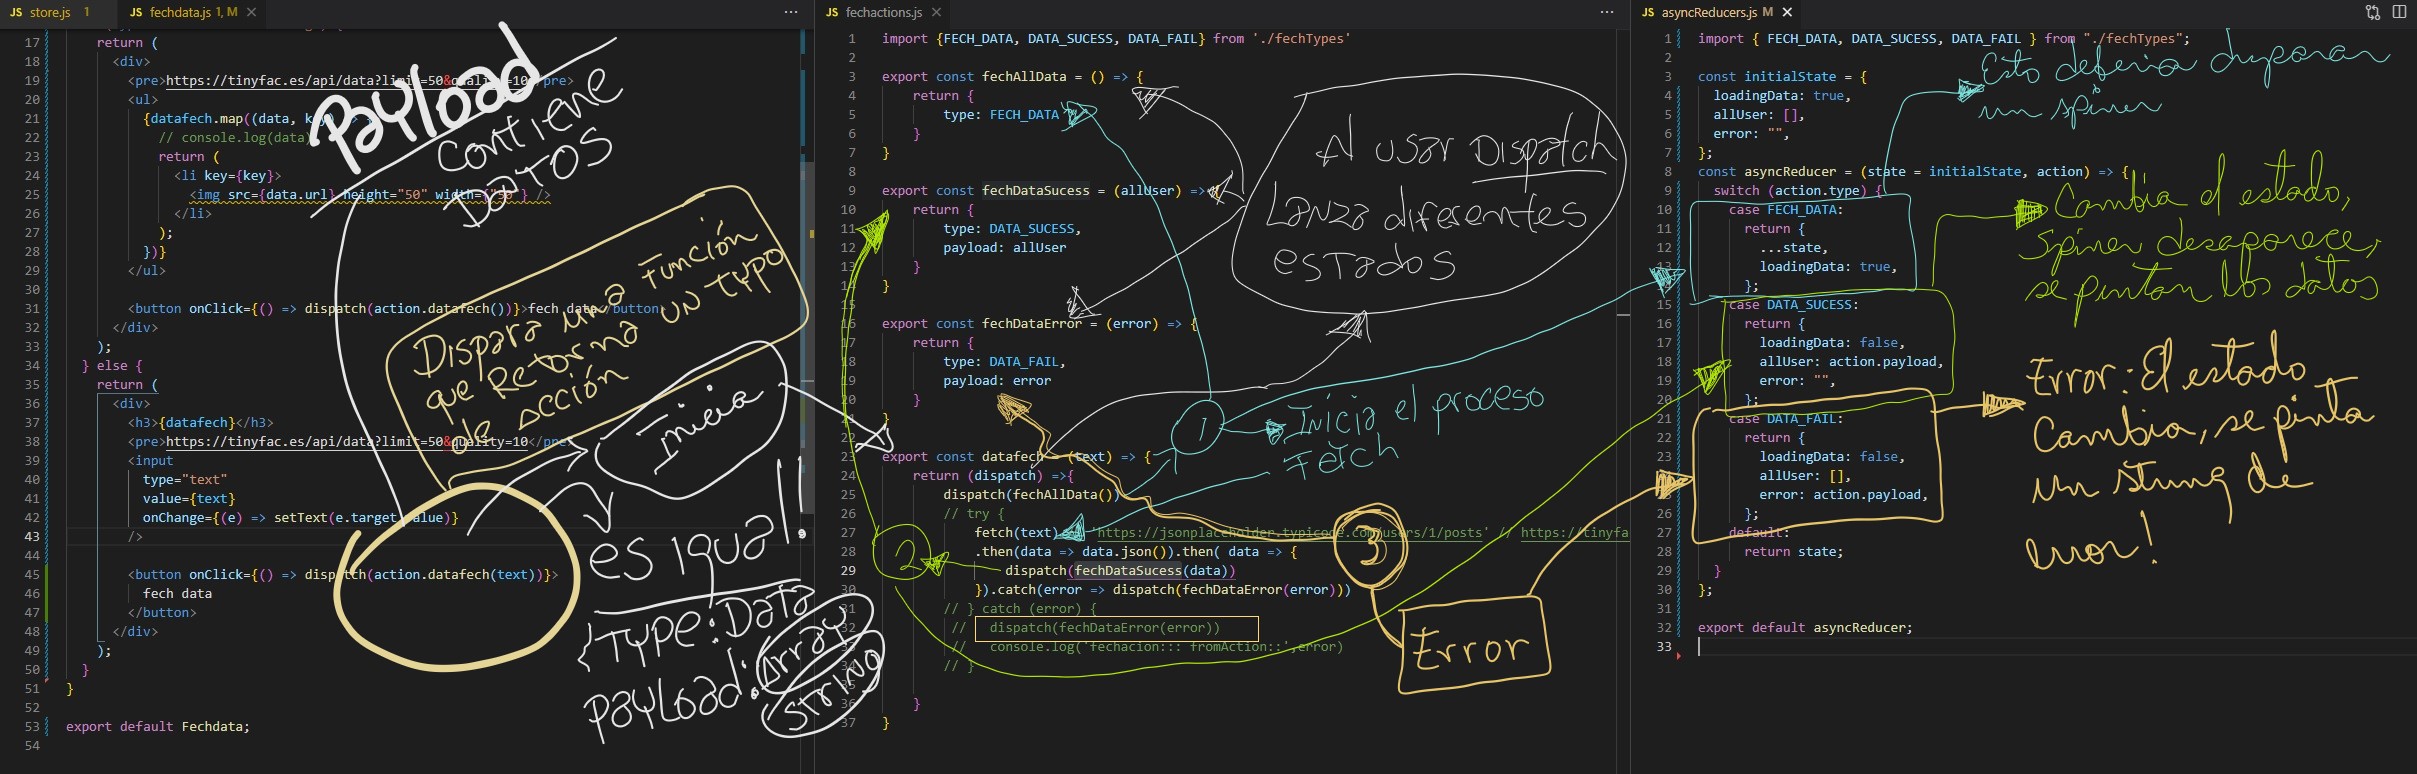 JS store.js 1
JS fechdata.js 1, M ×
17 return (
18 <div>
19 <pre>https://tinyfac.es/api/data?limit=50&quality=10</pre>
20 <ul>
21 {datafech.map((data, k
22 // console.log(data)
23 return (
24 <li key={key}>
25 <img src={data.url} height="50" width={"50"} />
26 </li>
27 );
28 })}
29 </ul>
30
31 <button onClick={() => dispatch(action.datafech())}>fech data</button>
32 </div>
33 );
34 } else {
35 return (
36 <div>
37 <h3>{datafech}</h3>
38 <pre>https://tinyfac.es/api/data?limit=50&quality=10</pre>
39 <input
40 type="text"
41 value={text}
42 onChange={(e) => setText(e.target.value)}
43 />
44
45 <button onClick={() => dispatch(action.datafech(text))}>
46 fech data
47 </button>
48 </div>
49 );
50 }
51 }
52
53 export default Fechdata;
54
Payload
contiene
DATOS
Dispara una función
que Retorna un typo
de acción
Inicia
es igual
{Type: Data
payload: Array
string
JS fechactions.js ×
1 import {FECH_DATA, DATA_SUCESS, DATA_FAIL} from './fechTypes'
2
3 export const fechAllData = () => {
4 return {
5 type: FECH_DATA
6 }
7 }
8
9 export const fechDataSucess = (allUser) => {
10 return {
11 type: DATA_SUCESS,
12 payload: allUser
13 }
14 }
15
16 export const fechDataError = (error) => {
17 return {
18 type: DATA_FAIL,
19 payload: error
20 }
21 }
22
23 export const datafech = (text) => {
24 return (dispatch) =>{
25 dispatch(fechAllData())
26 // try {
27 fetch(text) 'https://jsonplaceholder.typicode.com/users/1/posts' // https://tinyfa
28 .then(data => data.json()).then( data => {
29 dispatch(fechDataSucess(data))
30 }).catch(error => dispatch(fechDataError(error)))
31 // } catch (error) {
32 // dispatch(fechDataError(error))
33 // console.log('fechacion::: fromAction::',error)
34 // }
35
36 }
37 }
Al usar Dispatch
Lanza diferentes
estados
1
Inicia el proceso
Fetch
2
3
Error
JS asyncReducers.js M ×
1 import { FECH_DATA, DATA_SUCESS, DATA_FAIL } from "./fechTypes";
2
3 const initialState = {
4 loadingData: true,
5 allUser: [],
6 error: "",
7 };
8 const asyncReducer = (state = initialState, action) => {
9 switch (action.type) {
10 case FECH_DATA:
11 return {
12 ...state,
13 loadingData: true,
14 };
15 case DATA_SUCESS:
16 return {
17 loadingData: false,
18 allUser: action.payload,
19 error: "",
20 };
21 case DATA_FAIL:
22 return {
23 loadingData: false,
24 allUser: [],
25 error: action.payload,
26 };
27 default:
28 return state;
29 }
30 };
31
32 export default asyncReducer;
33
Esto deberia
un
Cambia el estado,
Spiner desaparece,
se pintan los datos
Error: El estado
Cambia, se pinta
un string de
error!